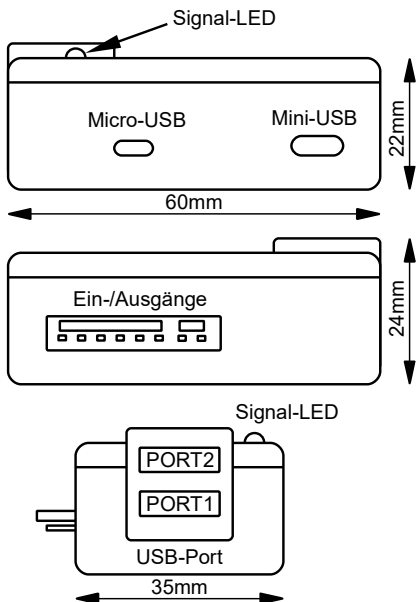 Signal-LED
Micro-USB
Mini-USB
22mm
60mm
Ein-/Ausgänge
24mm
Signal-LED
PORT2
PORT1
USB-Port
35mm